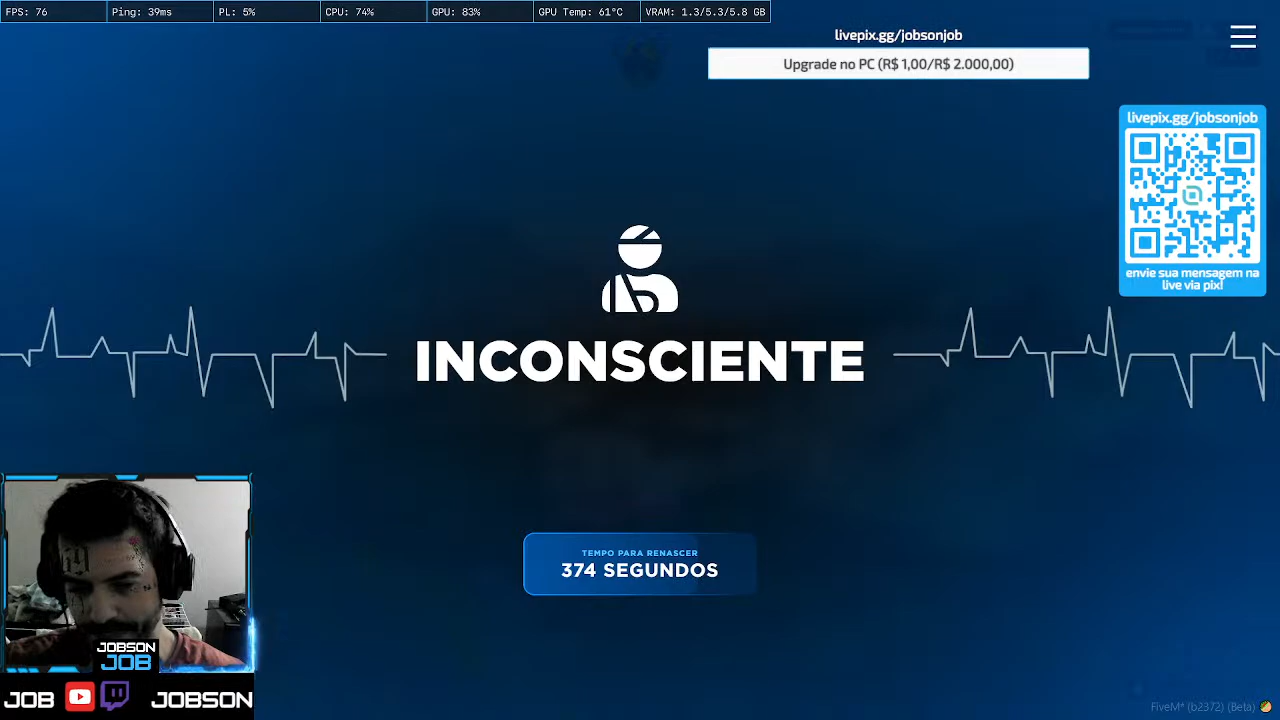 FPS: 76 Ping: 39ms PL: 5% CPU: 74% GPU: 83% GPU Temp: 61°C VRAM: 1.3/5.3/5.8 GB
livepix.gg/jobsonjob
Upgrade no PC (R$ 1,00/R$ 2.000,00)
livepix.gg/jobsonjob
envie sua mensagem na
live via pix!
INCONSCIENTE
TEMPO PARA RENASCER
374 SEGUNDOS
JOBSON
JOB
JOB JOBSON
FiveM* (b2372) (Beta)